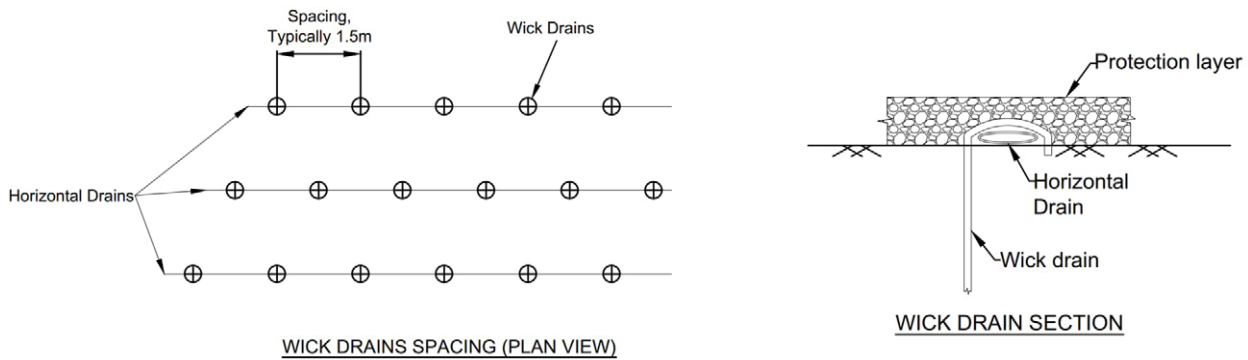 Spacing,
Typically 1.5m
Wick Drains
Horizontal Drains
WICK DRAINS SPACING (PLAN VIEW)
Protection layer
Horizontal
Drain
Wick drain
WICK DRAIN SECTION